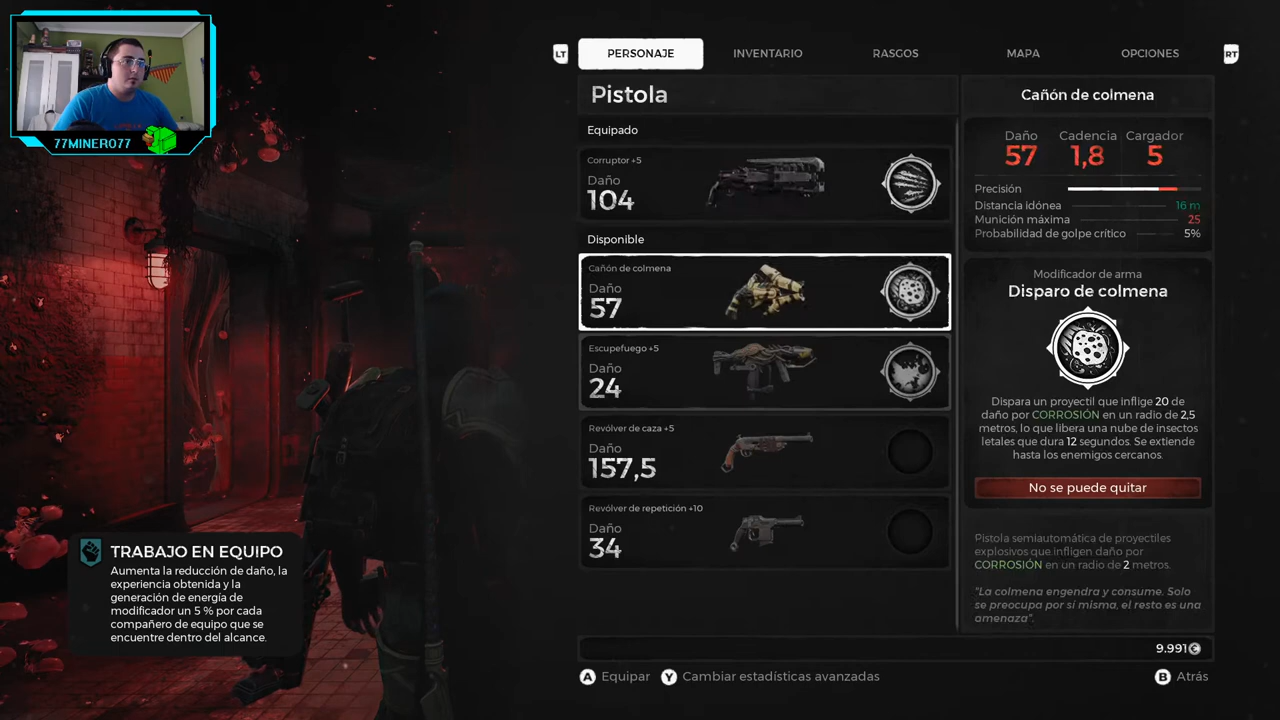 77MINERO77
LT
PERSONAJE
INVENTARIO
RASGOS
MAPA
OPCIONES
RT
Pistola
Equipado
Corruptor +5
Daño
104
Disponible
Cañón de colmena
Daño
57
Escupefuego +5
Daño
24
Revólver de caza +5
Daño
157,5
Revólver de repetición +10
Daño
34
Cañón de colmena
Daño Cadencia Cargador
57 1,8 5
Precisión
Distancia idónea 16 m
Munición máxima 25
Probabilidad de golpe crítico 5%
Modificador de arma
Disparo de colmena
Dispara un proyectil que inflige 20 de
daño por CORROSIÓN en un radio de 2,5
metros, lo que libera una nube de insectos
letales que dura 12 segundos. Se extiende
hasta los enemigos cercanos.
No se puede quitar
Pistola semiautomática de proyectiles
explosivos que infligen daño por
CORROSIÓN en un radio de 2 metros.
"La colmena engendra y consume. Solo
se preocupa por sí misma, el resto es una
amenaza".
TRABAJO EN EQUIPO
Aumenta la reducción de daño, la
experiencia obtenida y la
generación de energía de
modificador un 5 % por cada
compañero de equipo que se
encuentre dentro del alcance.
9.991
A Equipar
Y Cambiar estadísticas avanzadas
B Atrás